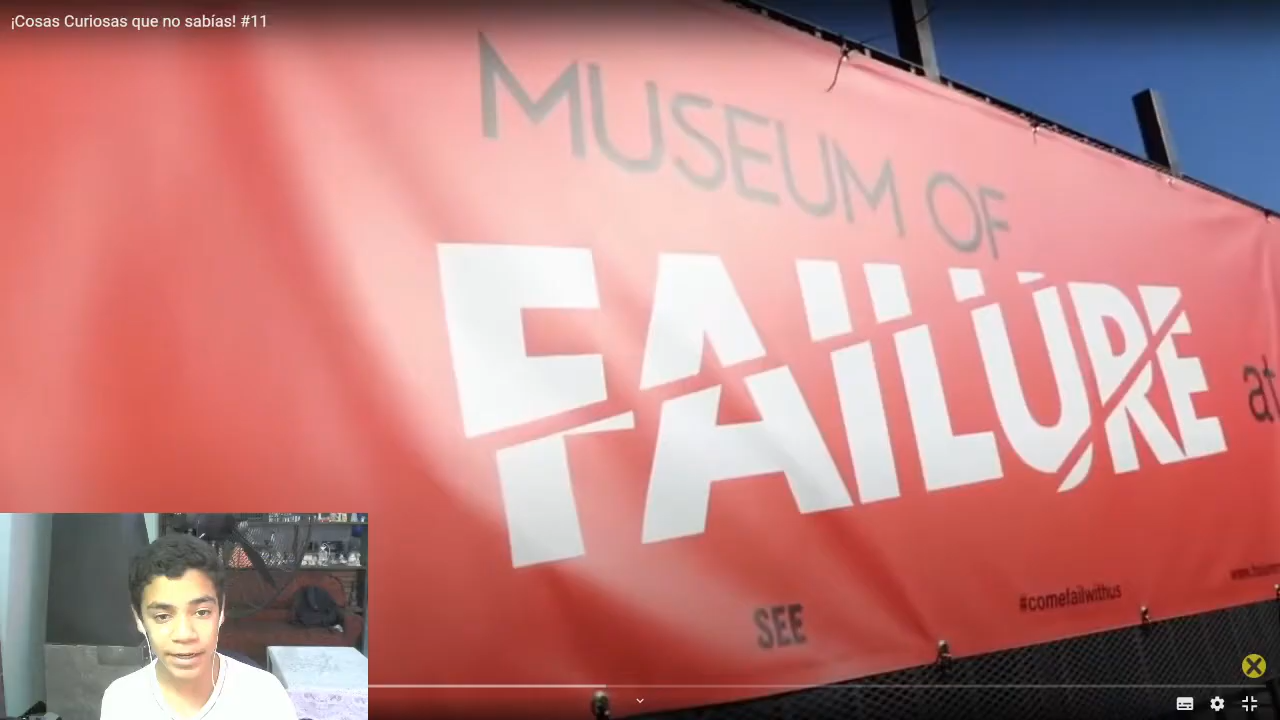 ¡Cosas Curiosas que no sabías! #11
MUSEUM OF
FAILURE
at
SEE
#comefailwithus